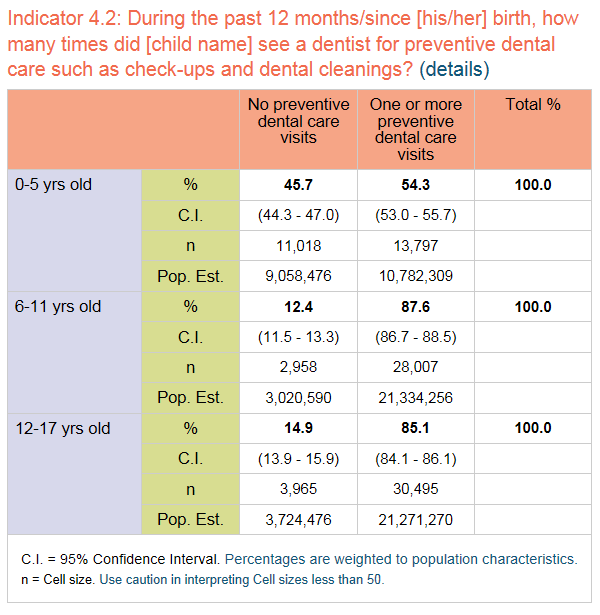 Indicator 4.2: During the past 12 months/since [his/her] birth, how
many times did [child name] see a dentist for preventive dental
care such as check-ups and dental cleanings? (details)
No preventive dental care visits One or more preventive dental care visits Total %
0-5 yrs old % 45.7 54.3 100.0
C.I. (44.3 - 47.0) (53.0 - 55.7)
n 11,018 13,797
Pop. Est. 9,058,476 10,782,309
6-11 yrs old % 12.4 87.6 100.0
C.I. (11.5 - 13.3) (86.7 - 88.5)
n 2,958 28,007
Pop. Est. 3,020,590 21,334,256
12-17 yrs old % 14.9 85.1 100.0
C.I. (13.9 - 15.9) (84.1 - 86.1)
n 3,965 30,495
Pop. Est. 3,724,476 21,271,270
C.I. = 95% Confidence Interval. Percentages are weighted to population characteristics.
n = Cell size. Use caution in interpreting Cell sizes less than 50.